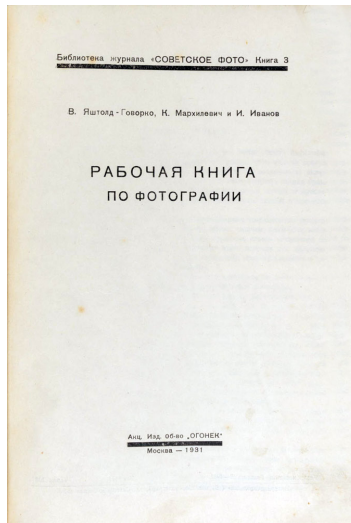 Библиотека журнала «СОВЕТСКОЕ ФОТО» Книга 3
В. Яштолд-Говорко, К. Мархилевич и И. Иванов
РАБОЧАЯ КНИГА
ПО ФОТОГРАФИИ
Акц. Изд. Об-во „ОГОНЕК"
Москва — 1931